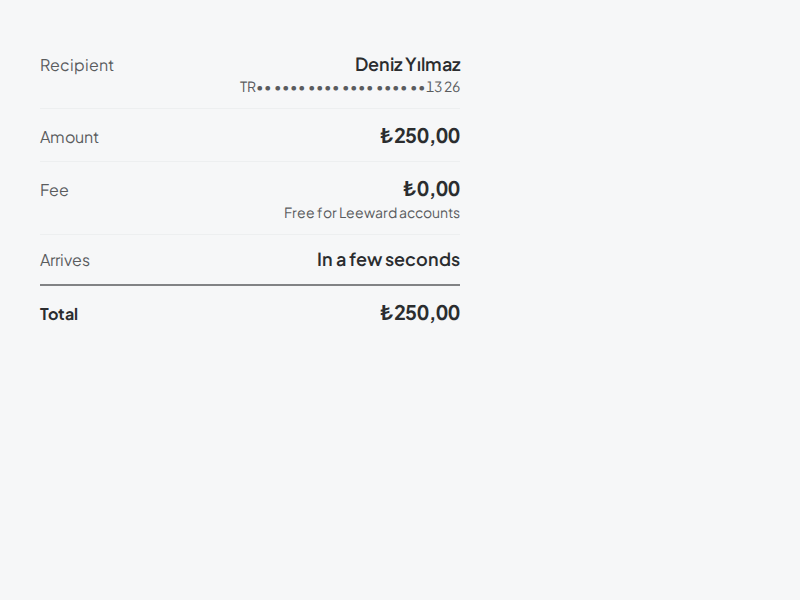 Recipient Deniz Yılmaz
TR•• •••• •••• •••• •••• ••1326
Amount ₺250,00
Fee ₺0,00
Free for Leeward accounts
Arrives In a few seconds
Total ₺250,00